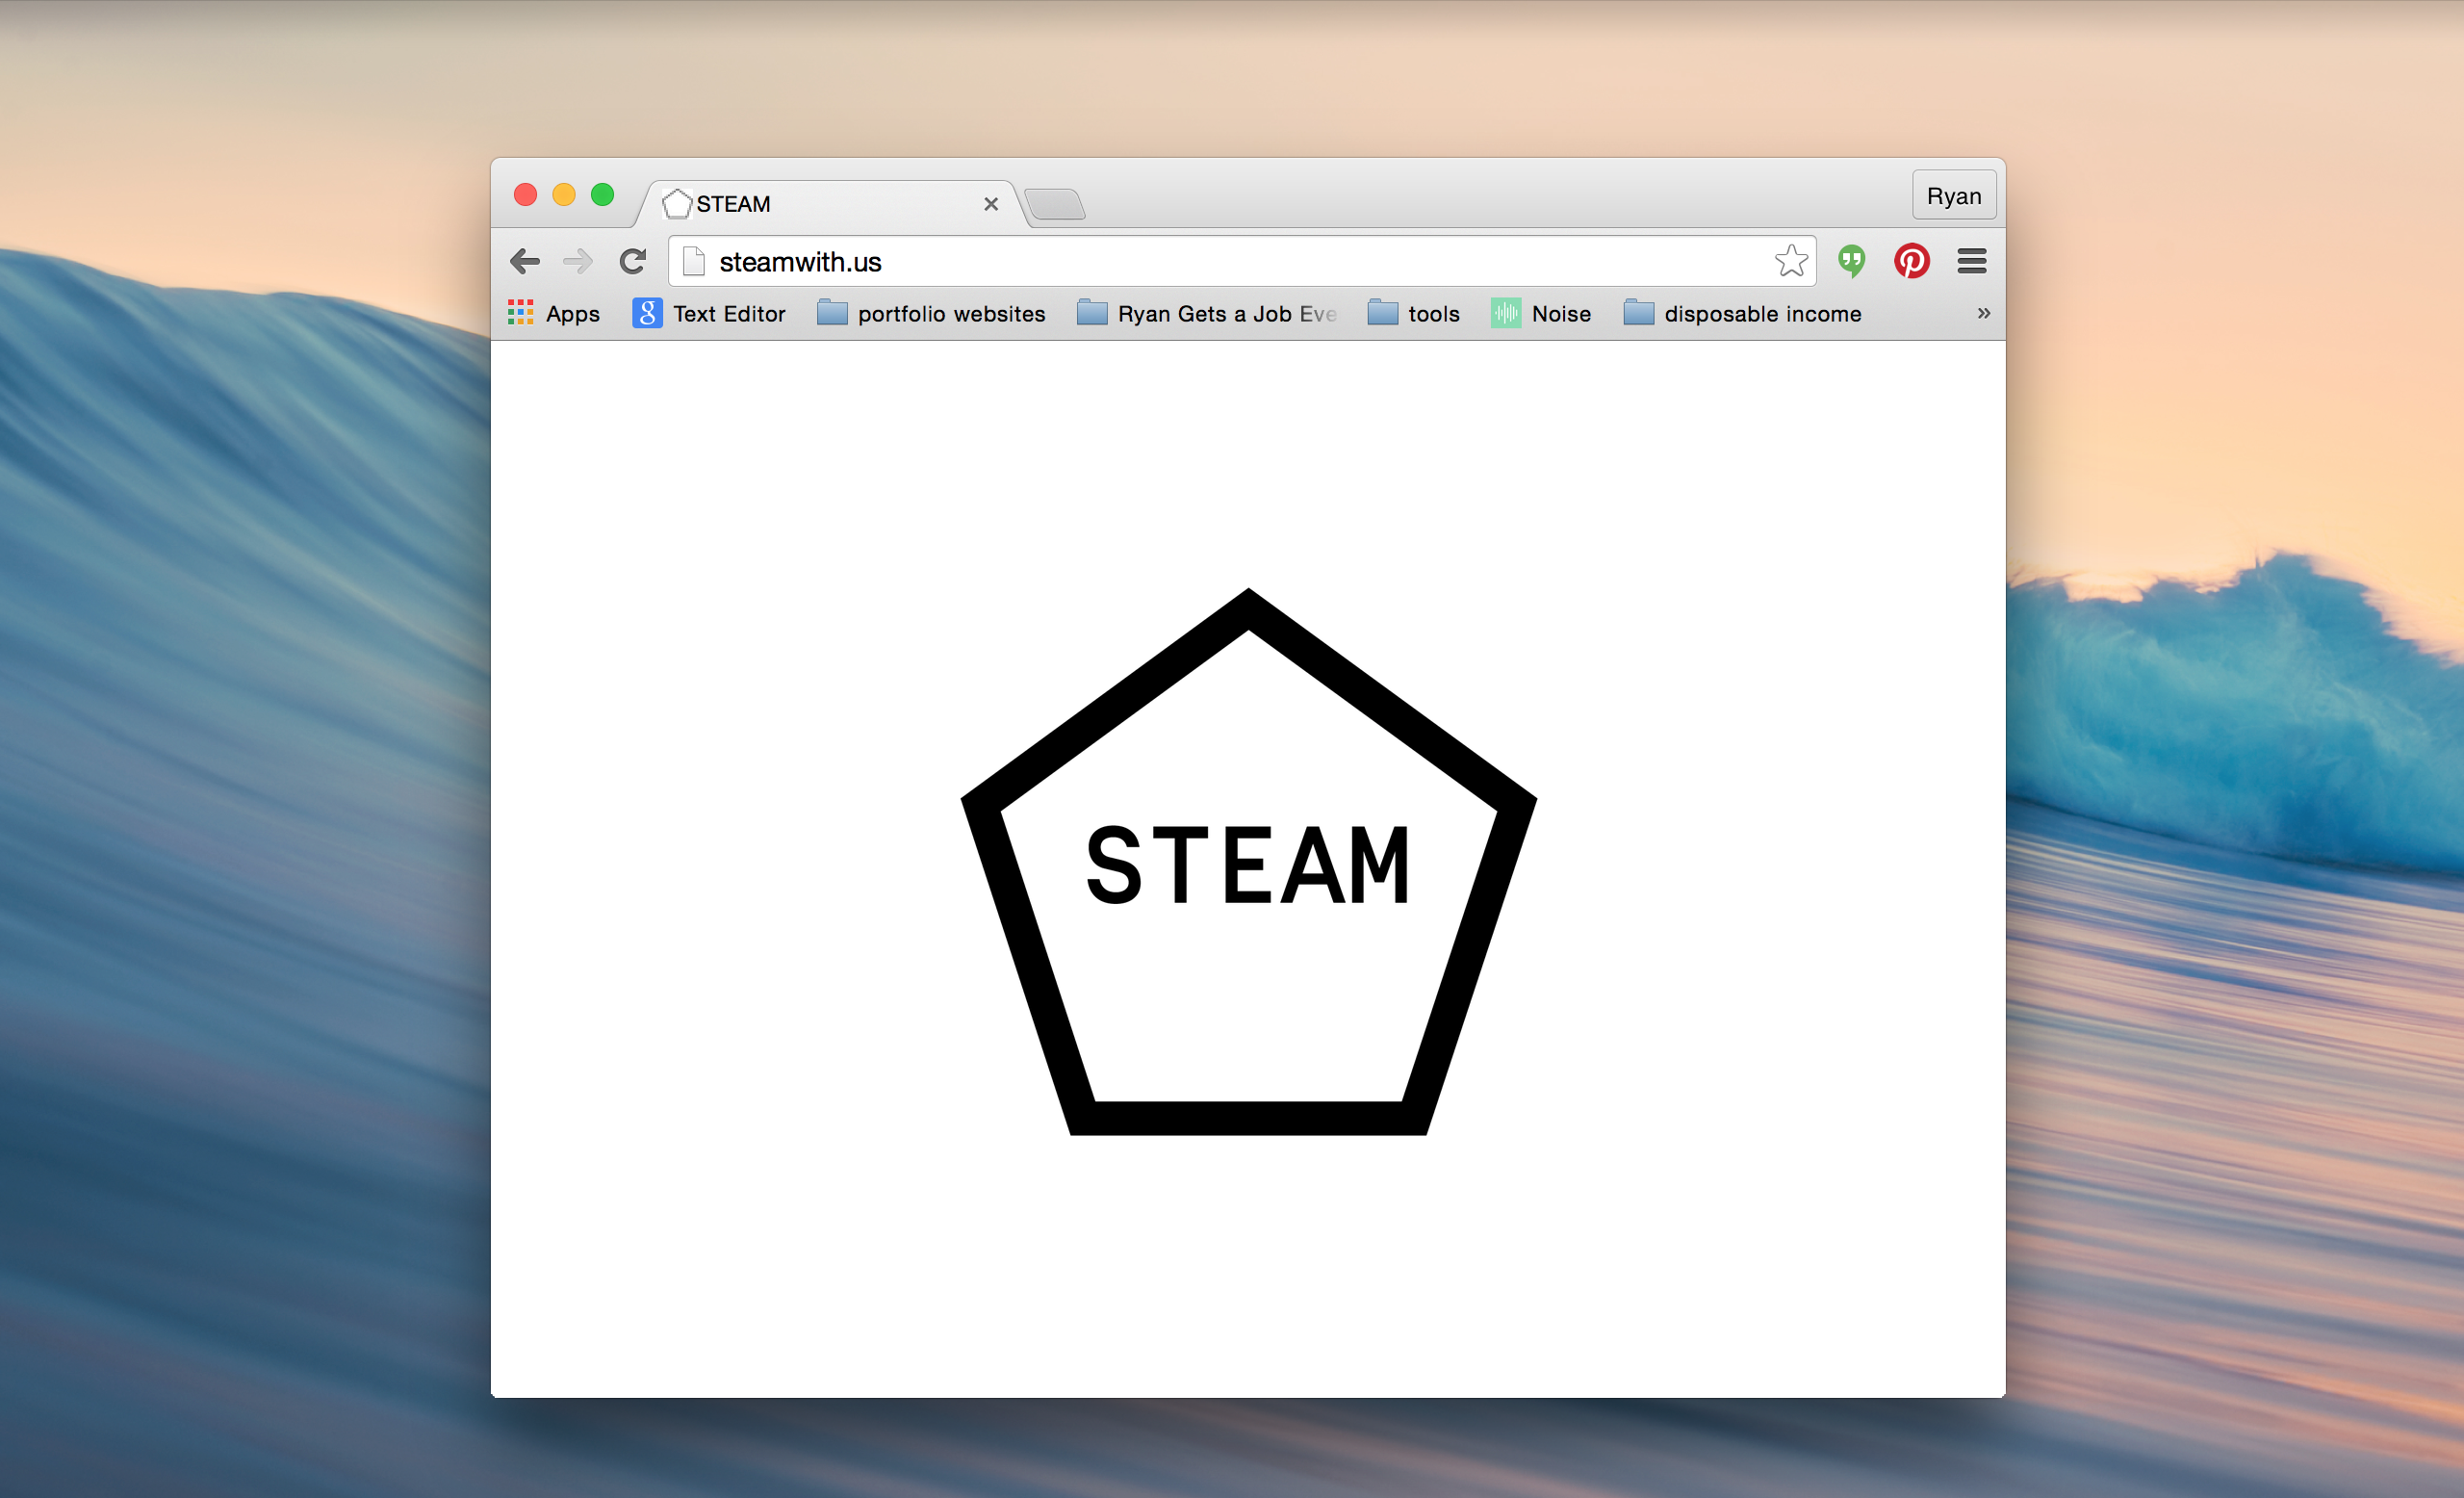 STEAM
Ryan
steamwith.us
Apps Text Editor portfolio websites Ryan Gets a Job Eve tools Noise disposable income »
STEAM